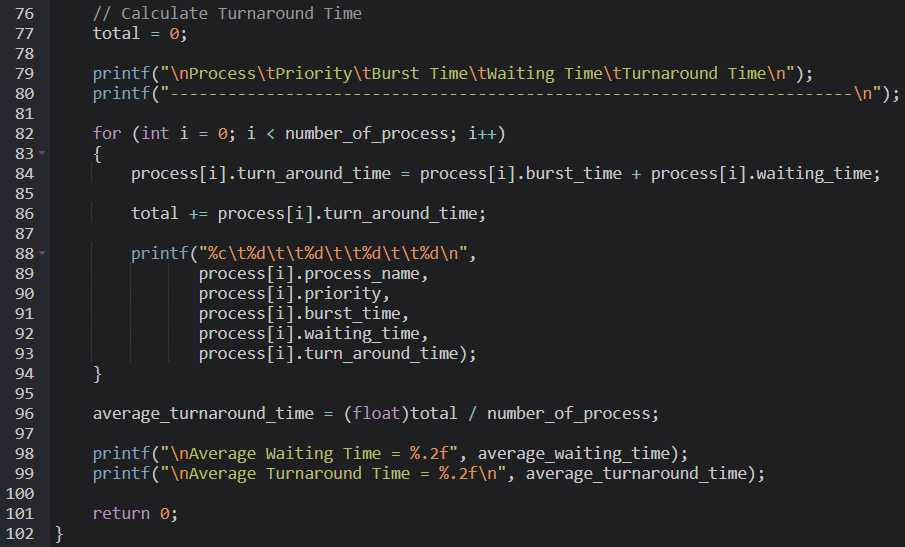 76 // Calculate Turnaround Time
77 total = 0;
78
79 printf("\nProcess\tPriority\tBurst Time\tWaiting Time\tTurnaround Time\n");
80 printf("-----------------------------------------------------------------------\n");
81
82 for (int i = 0; i < number_of_process; i++)
83 {
84 process[i].turn_around_time = process[i].burst_time + process[i].waiting_time;
85
86 total += process[i].turn_around_time;
87
88 printf("%c\t%d\t\t%d\t\t%d\t\t%d\n",
89 process[i].process_name,
90 process[i].priority,
91 process[i].burst_time,
92 process[i].waiting_time,
93 process[i].turn_around_time);
94 }
95
96 average_turnaround_time = (float)total / number_of_process;
97
98 printf("\nAverage Waiting Time = %.2f", average_waiting_time);
99 printf("\nAverage Turnaround Time = %.2f\n", average_turnaround_time);
100
101 return 0;
102 }